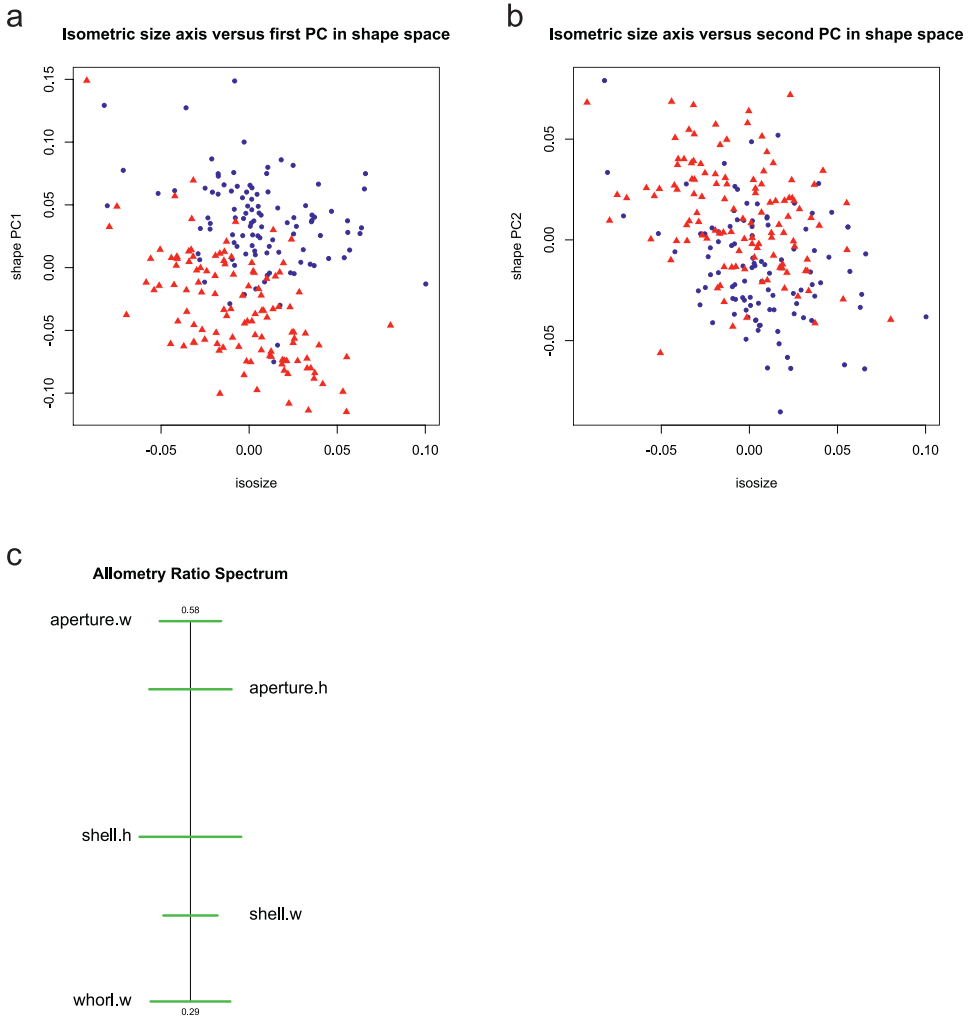 a
Isometric size axis versus first PC in shape space
shape PC1
0.15
0.10
0.05
0.00
-0.05
-0.10
-0.05
0.00
0.05
0.10
isosize
b
Isometric size axis versus second PC in shape space
shape PC2
0.05
0.00
-0.05
-0.05
0.00
0.05
0.10
isosize
c
Allometry Ratio Spectrum
0.58
aperture.w
aperture.h
shell.h
shell.w
whorl.w
0.29